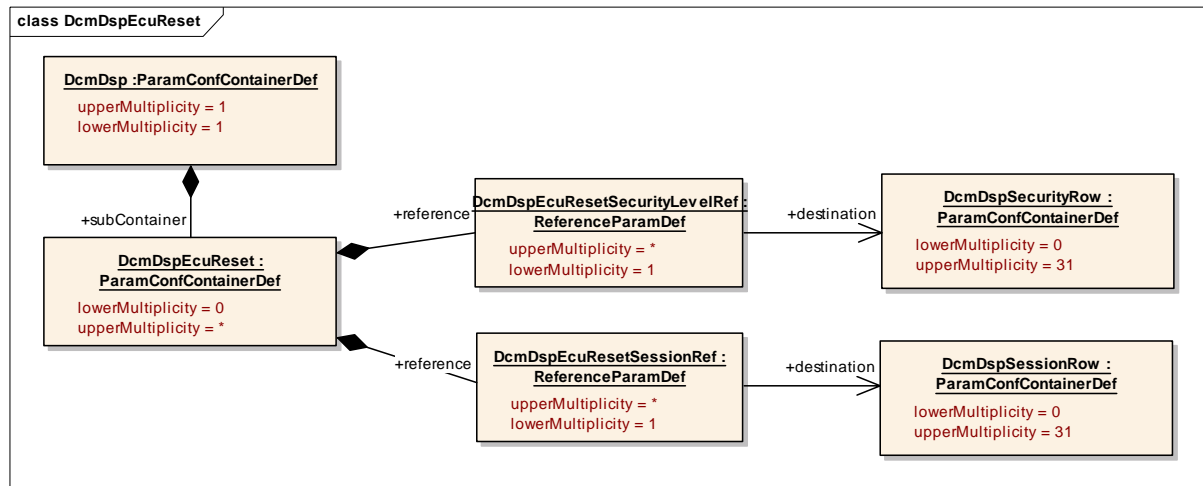 class DcmDspEcuReset
DcmDsp :ParamConfContainerDef
upperMultiplicity = 1
lowerMultiplicity = 1
+subContainer
DcmDspEcuReset :
ParamConfContainerDef
lowerMultiplicity = 0
upperMultiplicity = *
+reference
DcmDspEcuResetSecurityLevelRef :
ReferenceParamDef
upperMultiplicity = *
lowerMultiplicity = 1
+destination
DcmDspSecurityRow :
ParamConfContainerDef
lowerMultiplicity = 0
upperMultiplicity = 31
+reference
DcmDspEcuResetSessionRef :
ReferenceParamDef
upperMultiplicity = *
lowerMultiplicity = 1
+destination
DcmDspSessionRow :
ParamConfContainerDef
lowerMultiplicity = 0
upperMultiplicity = 31